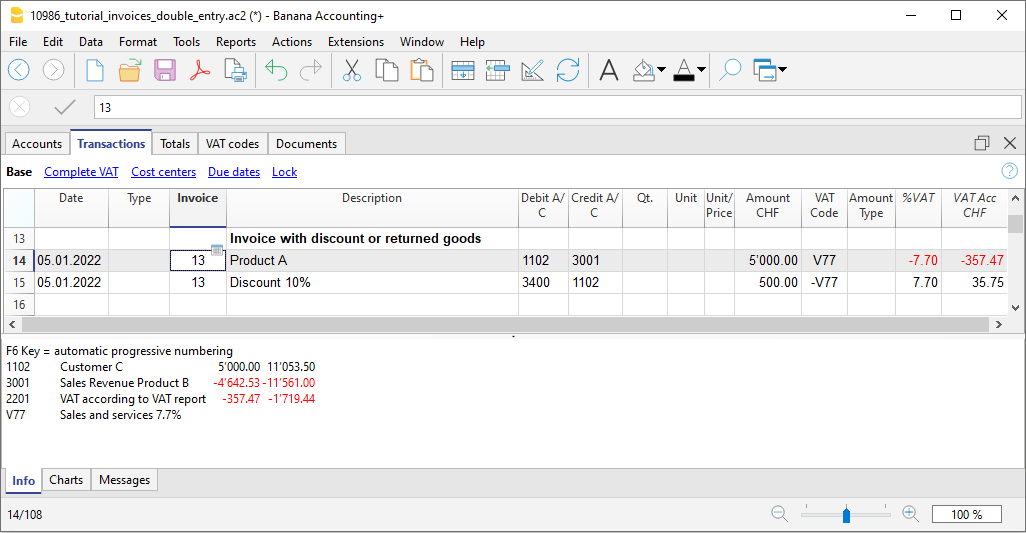 10986_tutorial_invoices_double_entry.ac2 (*) - Banana Accounting+
File Edit Data Format Tools Reports Actions Extensions Window Help
13
Accounts Transactions Totals VAT codes Documents
Base Complete VAT Cost centers Due dates Lock
Date Type Invoice Description Debit A/ Credit A/ Qt. Unit Unit/ Amount VAT Amount %VAT VAT Acc
C C Price CHF Code Type CHF
13 Invoice with discount or returned goods
14 05.01.2022 13 Product A 1102 3001 5'000.00 V77 -7.70 -357.47
15 05.01.2022 13 Discount 10% 3400 1102 500.00 -V77 7.70 35.75
16
F6 Key = automatic progressive numbering
1102 Customer C 5'000.00 11'053.50
3001 Sales Revenue Product B -4'642.53 -11'561.00
2201 VAT according to VAT report -357.47 -1'719.44
V77 Sales and services 7.7%
Info Charts Messages
14/108 100 %